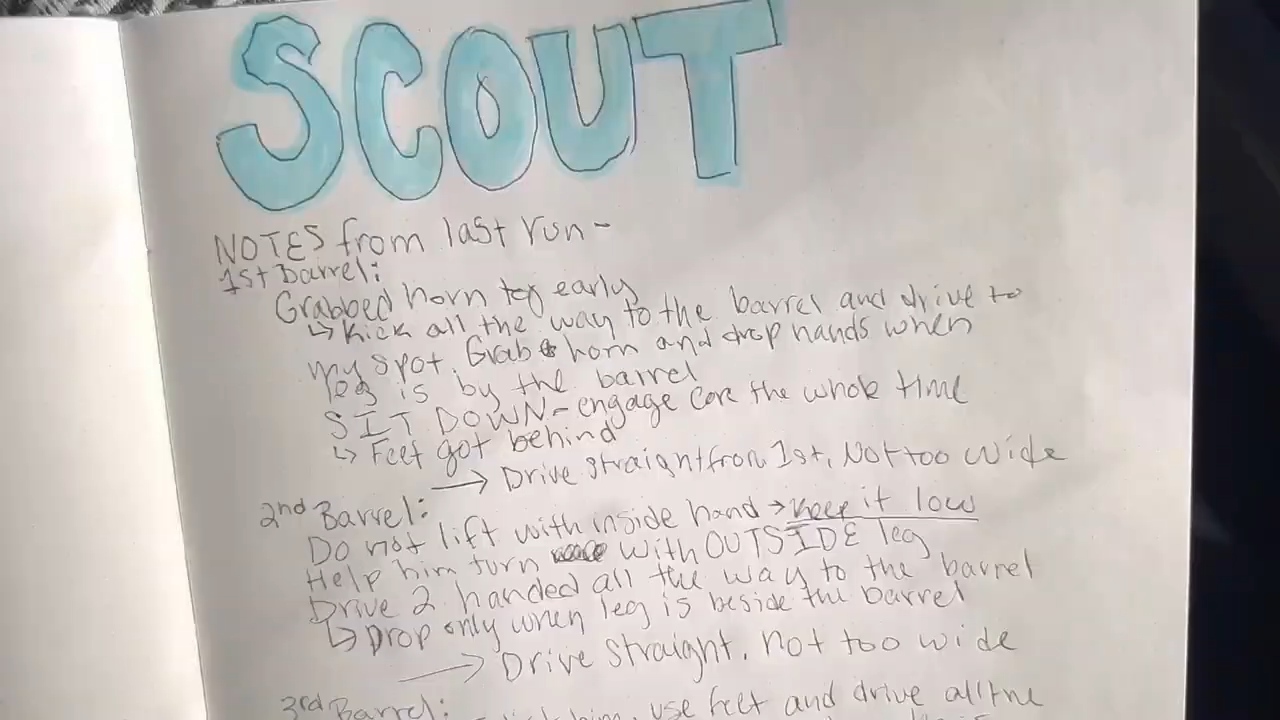 SCOUT
NOTES from last run -
1st Barrel:
Grabbed horn to early
↳ Kick all the way to the barrel and drive to
my spot. Grab horn and drop hands when
leg is by the barrel
SIT DOWN - engage core the whole time
↳ Feet got behind
→ Drive straight from 1st, Not too wide
2nd Barrel:
Do not lift with inside hand → keep it low
Help him turn with OUTSIDE leg
Drive 2 handed all the way to the barrel
↳ Drop only when leg is beside the barrel
→ Drive straight, not too wide
3rd Barrel:
him, use feet and drive all the